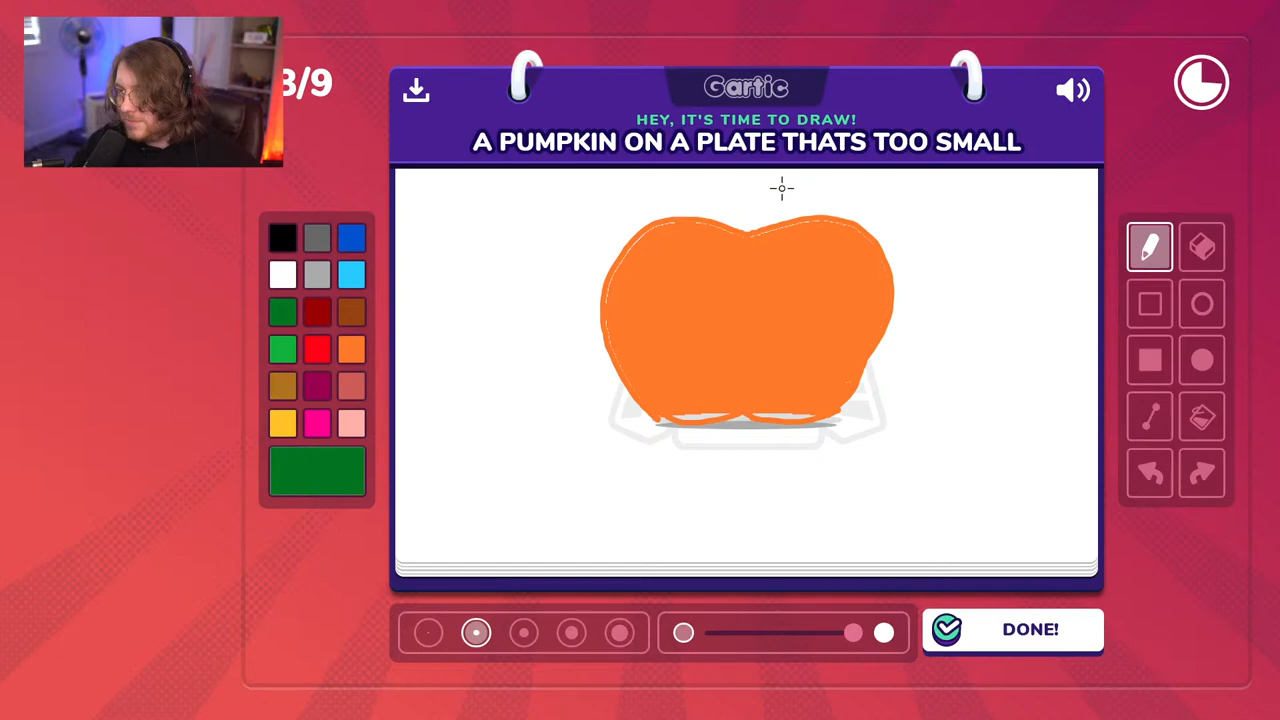 3/9
Gartic
HEY, IT'S TIME TO DRAW!
A PUMPKIN ON A PLATE THATS TOO SMALL
DONE!